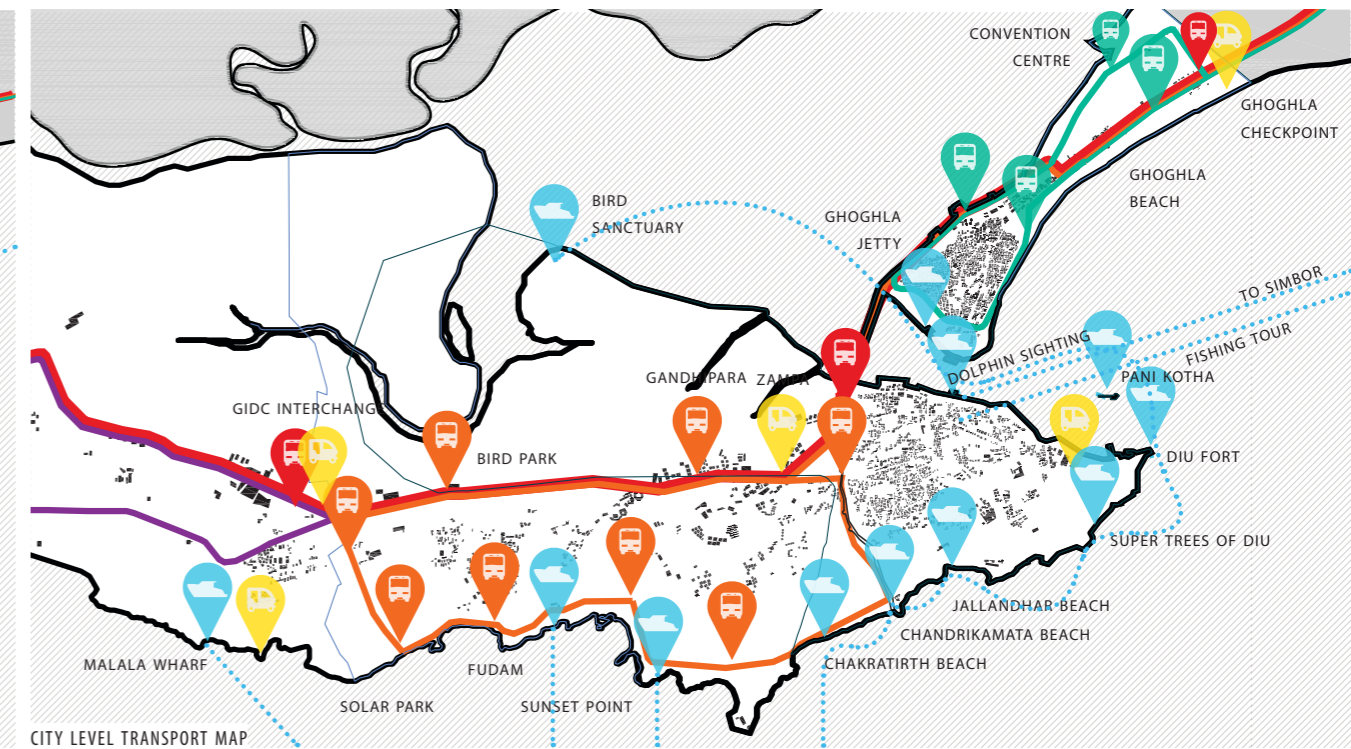 CONVENTION
CENTRE
GHOGHLA
CHECKPOINT
GHOGHLA
BEACH
BIRD
SANCTUARY
GHOGHLA
JETTY
TO SIMBOR
DOLPHIN SIGHTING
FISHING TOUR
PANI KOTHA
GANDHIPARA
ZAMPA
GIDC INTERCHANGE
BIRD PARK
DIU FORT
SUPER TREES OF DIU
JALLANDHAR BEACH
CHANDRIKAMATA BEACH
MALALA WHARF
FUDAM
CHAKRATIRTH BEACH
SOLAR PARK
SUNSET POINT
CITY LEVEL TRANSPORT MAP